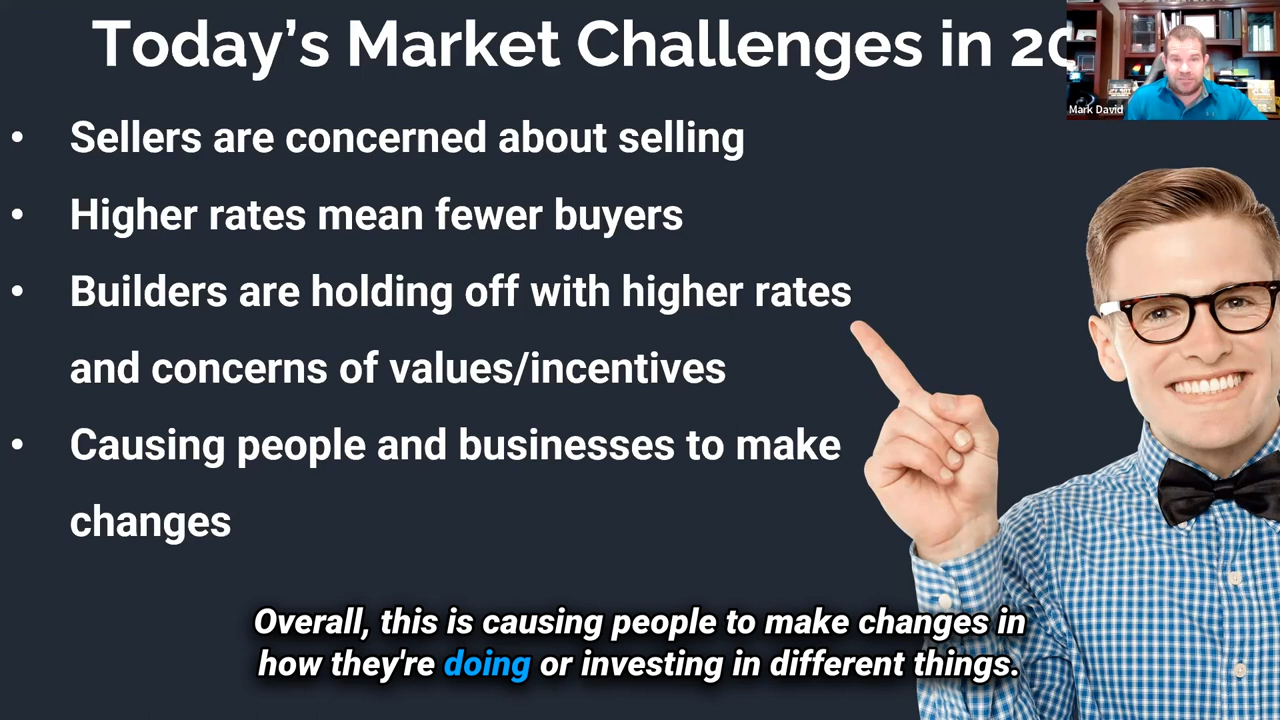 Today's Market Challenges in 20
Mark David
• Sellers are concerned about selling
• Higher rates mean fewer buyers
• Builders are holding off with higher rates
and concerns of values/incentives
• Causing people and businesses to make
changes
Overall, this is causing people to make changes in
how they're doing or investing in different things.